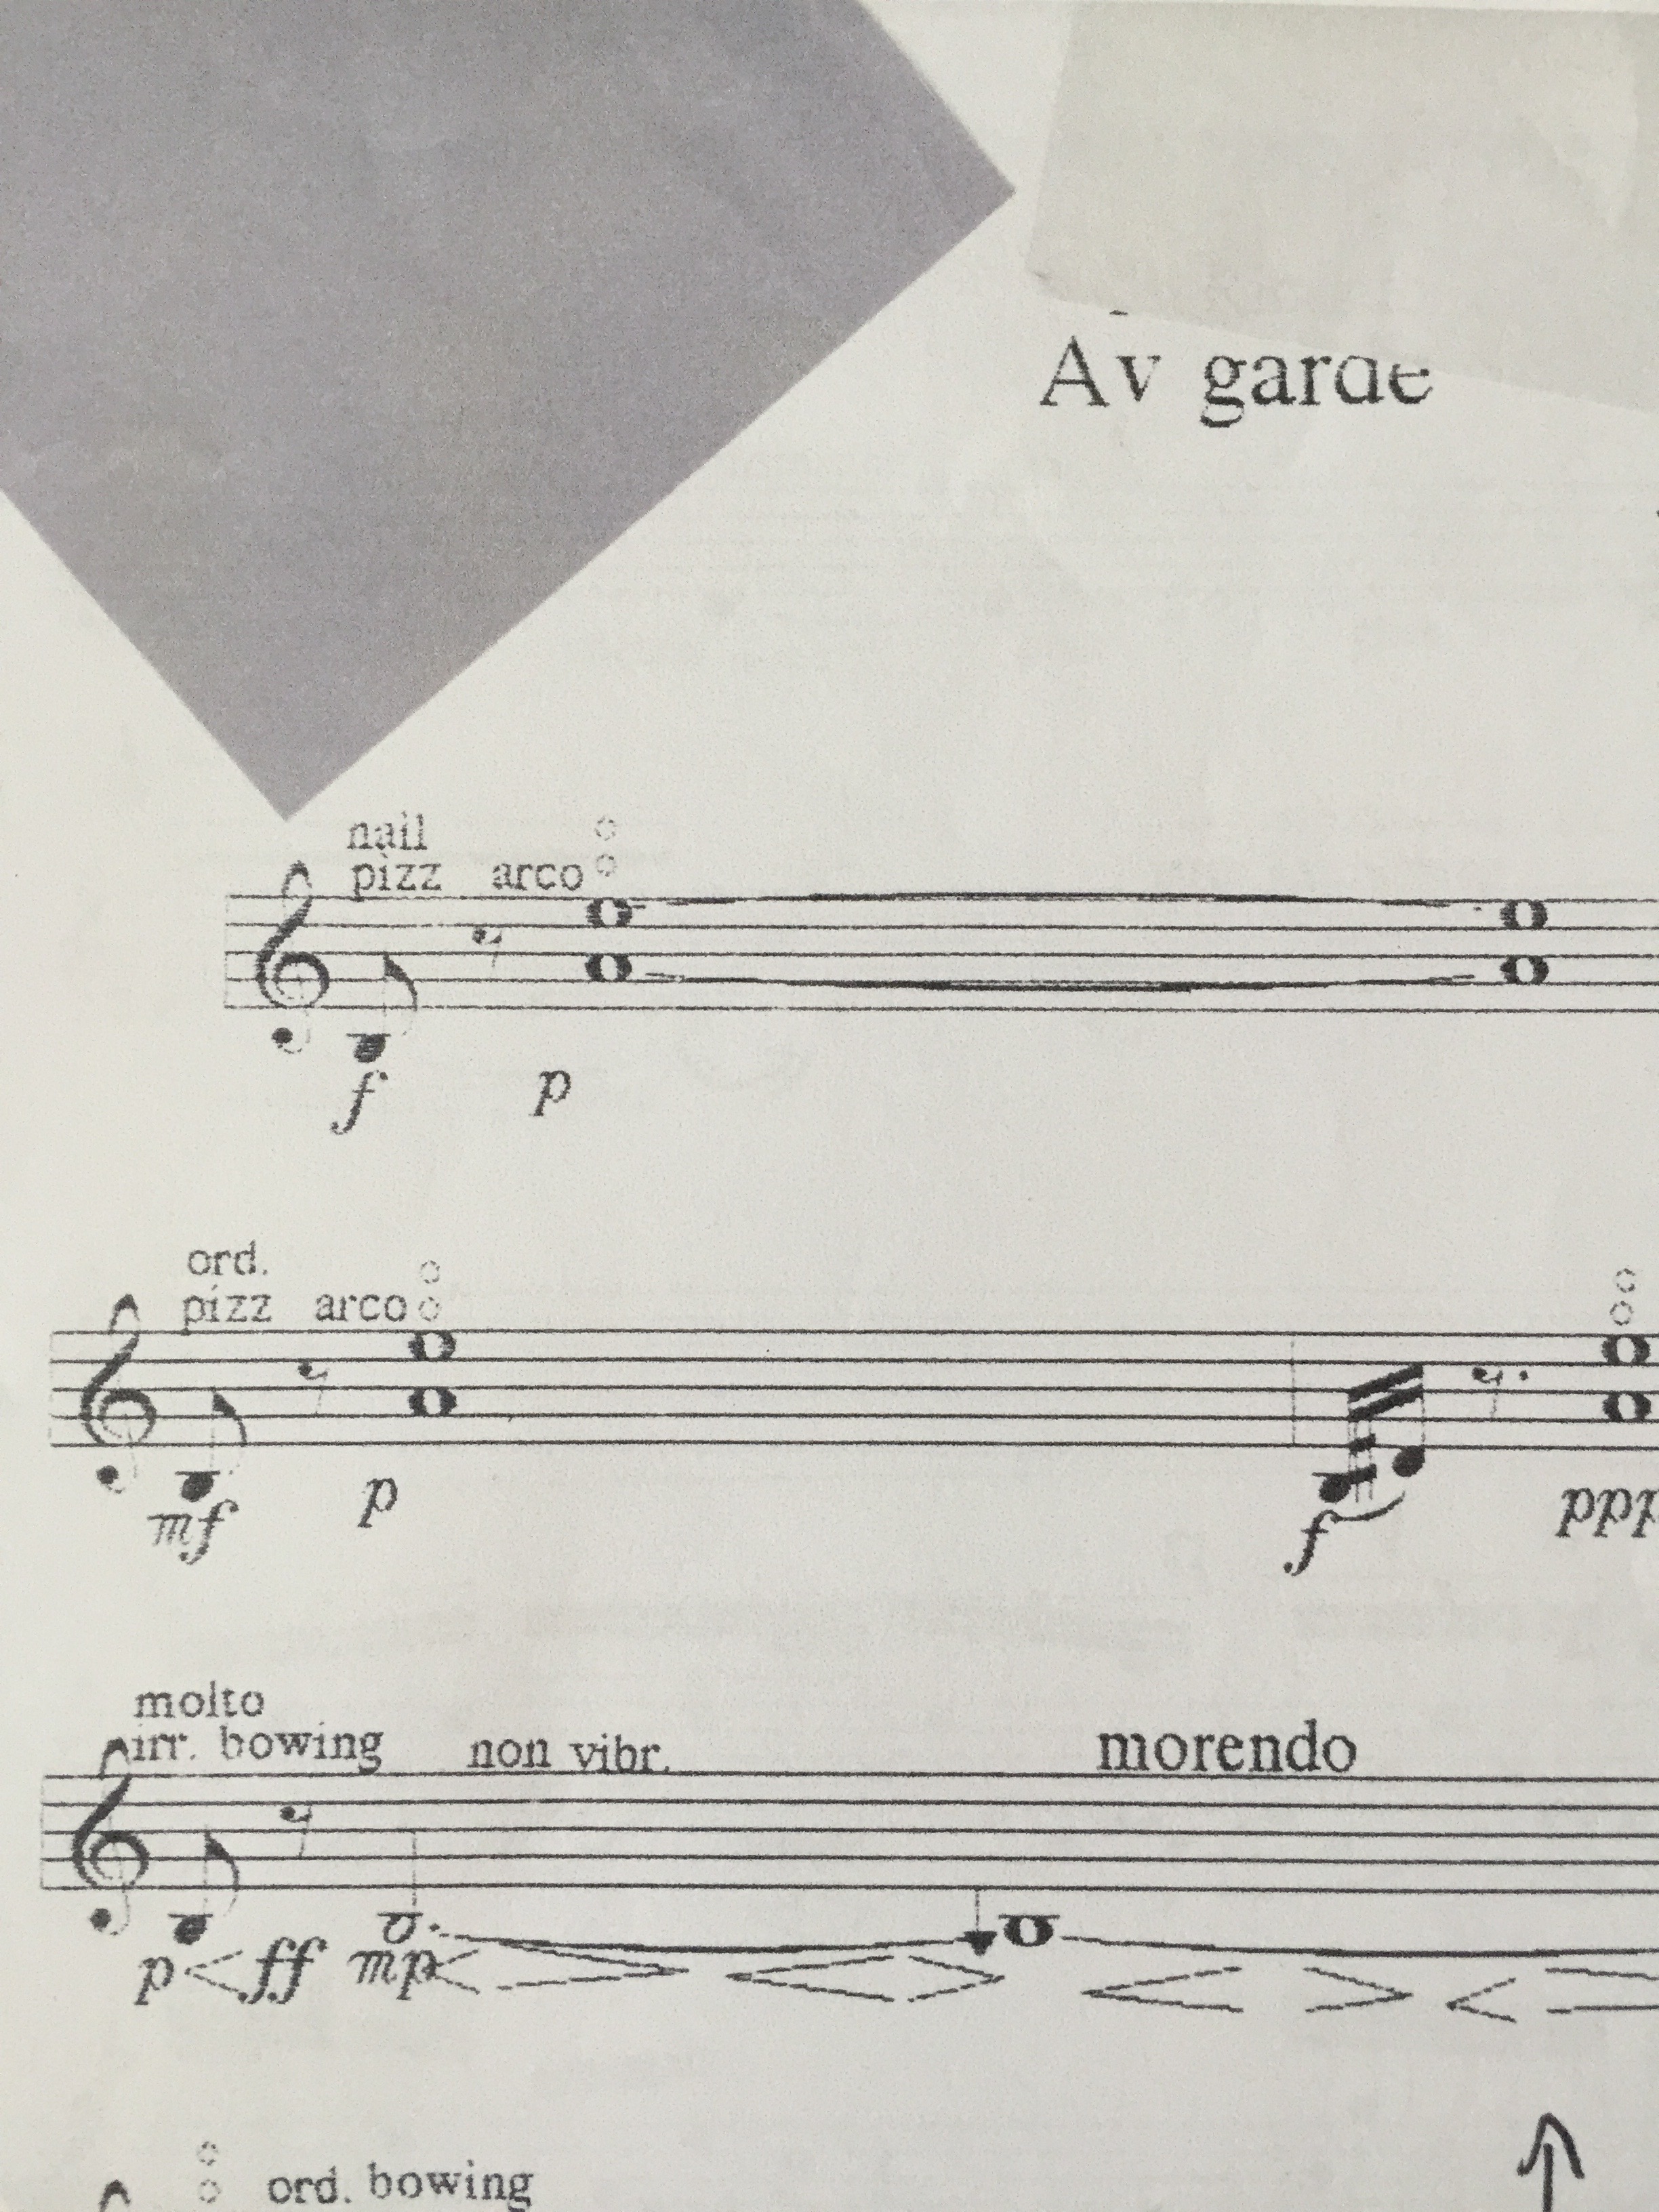 Av garde
nail
pizz arco
f p
ord.
pizz arco
mf p f ppp
molto
irr. bowing non vibr. morendo
p ff mp
ord. bowing